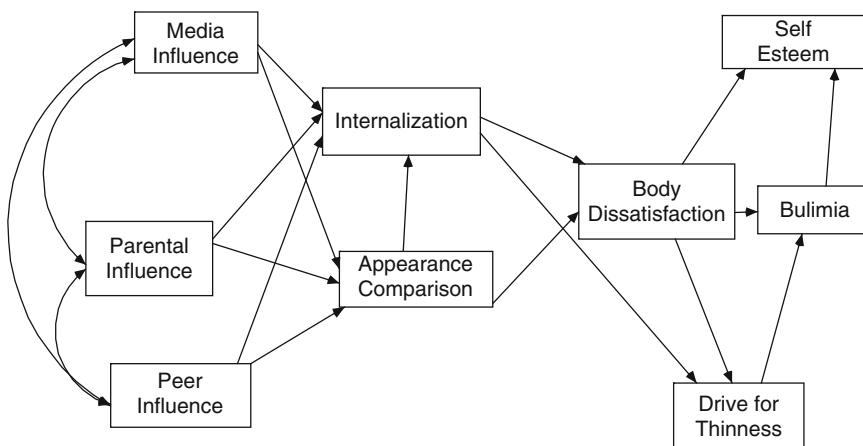 Media
Influence
Self
Esteem
Internalization
Body
Dissatisfaction
Bulimia
Parental
Influence
Appearance
Comparison
Peer
Influence
Drive for
Thinness